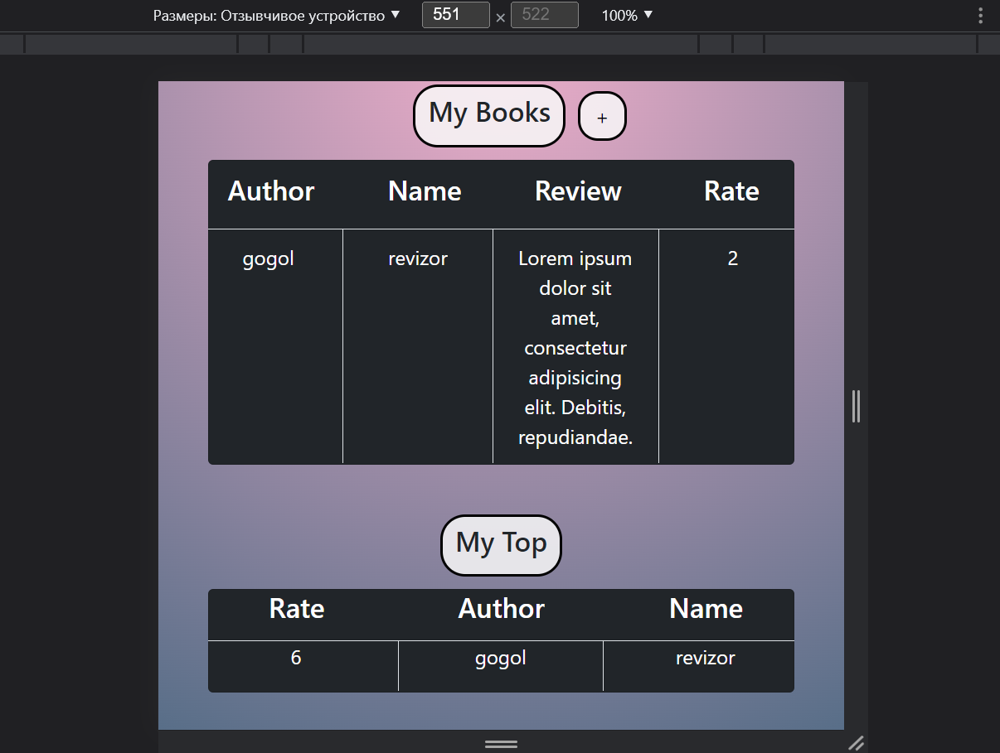 Размеры: Отзывчивое устройство ▼ 551 × 522 100% ▼
My Books +
Author Name Review Rate
gogol revizor Lorem ipsum 2
dolor sit
amet,
consectetur
adipisicing
elit. Debitis,
repudiandae.
My Top
Rate Author Name
6 gogol revizor